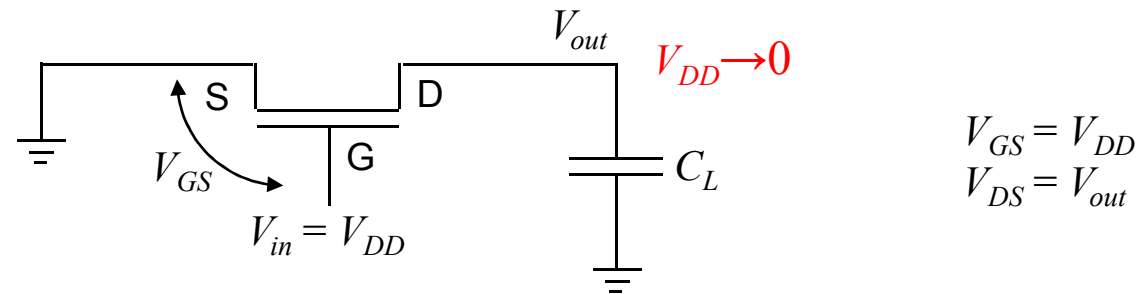 V_out
V_DD→0
S
D
V_GS
G
C_L
V_in = V_DD
V_GS = V_DD
V_DS = V_out